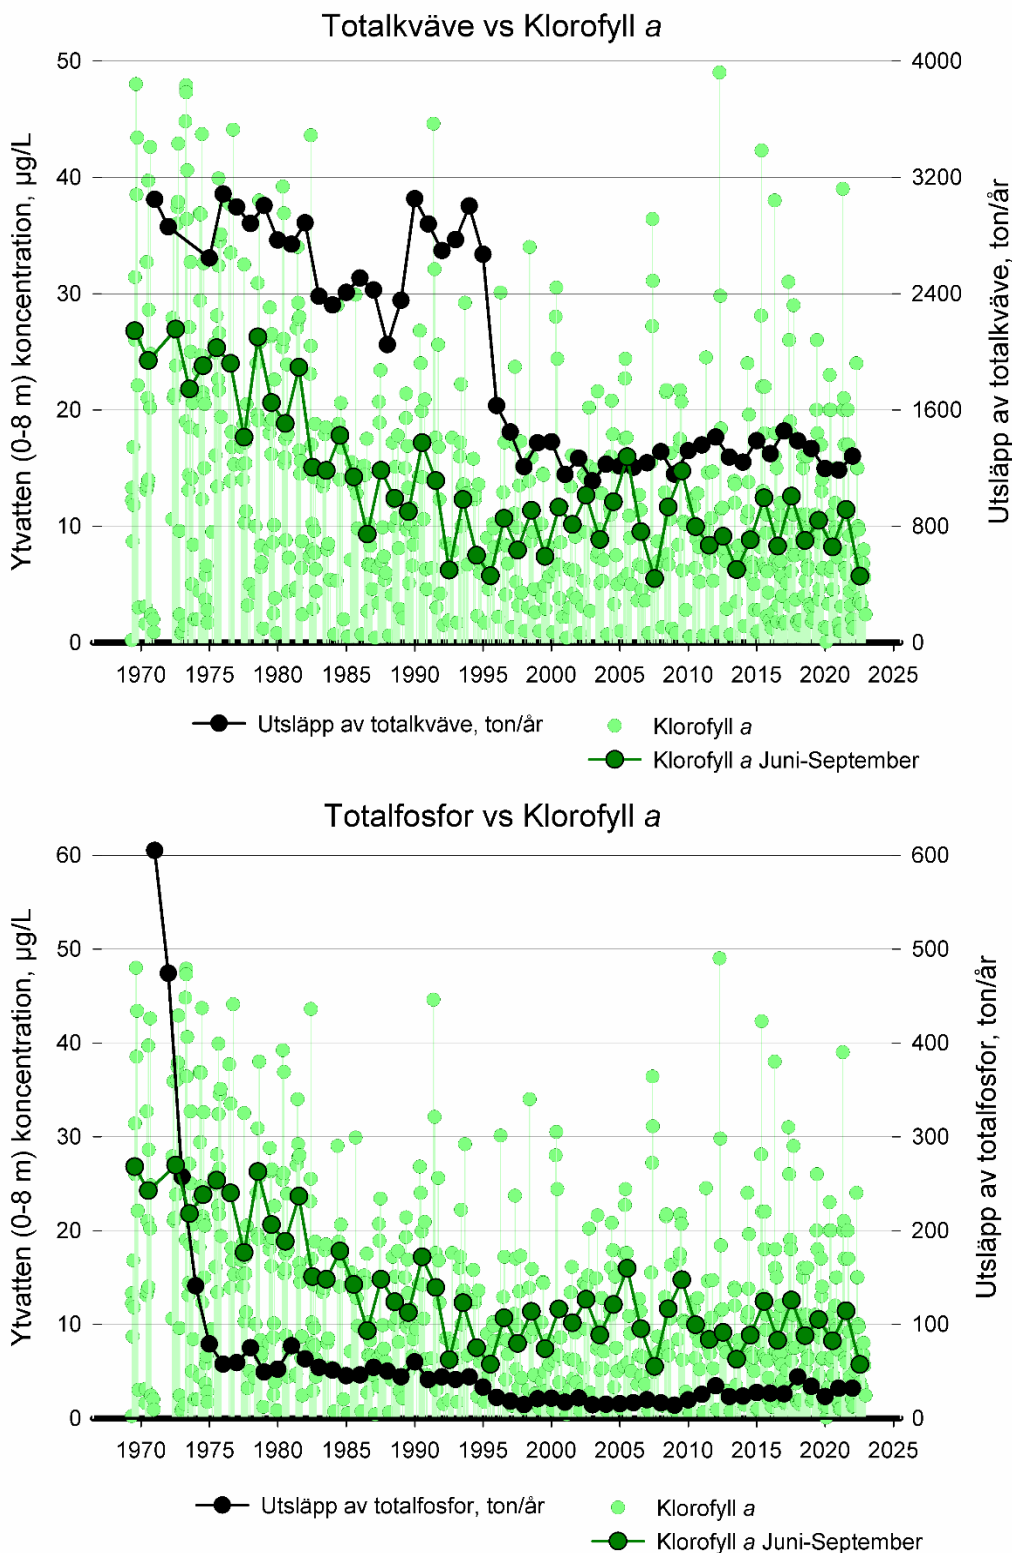 Totalkväve vs Klorofyll a
50 4000
40 3200
30 2400
20 1600
10 800
0 0
Ytvatten (0-8 m) koncentration, µg/L
Utsläpp av totalkväve, ton/år
1970 1975 1980 1985 1990 1995 2000 2005 2010 2015 2020 2025
Utsläpp av totalkväve, ton/år Klorofyll a
Klorofyll a Juni-September
Totalfosfor vs Klorofyll a
60 600
50 500
40 400
30 300
20 200
10 100
0 0
Ytvatten (0-8 m) koncentration, µg/L
Utsläpp av totalfosfor, ton/år
1970 1975 1980 1985 1990 1995 2000 2005 2010 2015 2020 2025
Utsläpp av totalfosfor, ton/år Klorofyll a
Klorofyll a Juni-September